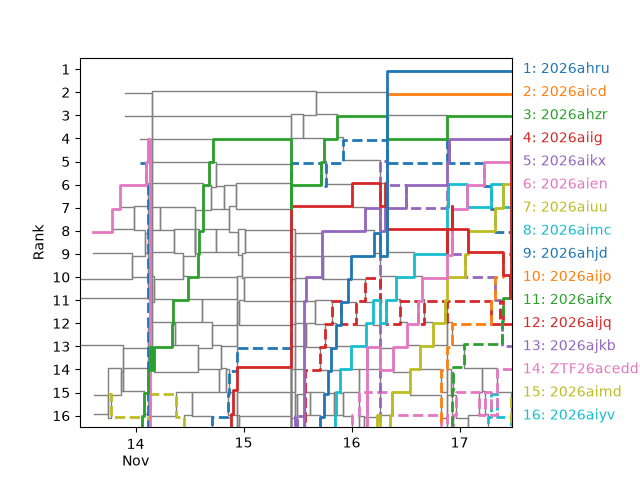 Rank
1
2
3
4
5
6
7
8
9
10
11
12
13
14
15
16
14
15
16
17
Nov
1: 2026ahru
2: 2026aicd
3: 2026ahzr
4: 2026aiig
5: 2026aikx
6: 2026aien
7: 2026aiuu
8: 2026aimc
9: 2026ahjd
10: 2026aijo
11: 2026aifx
12: 2026aijq
13: 2026ajkb
14: ZTF26acedd
15: 2026aimd
16: 2026aiyv